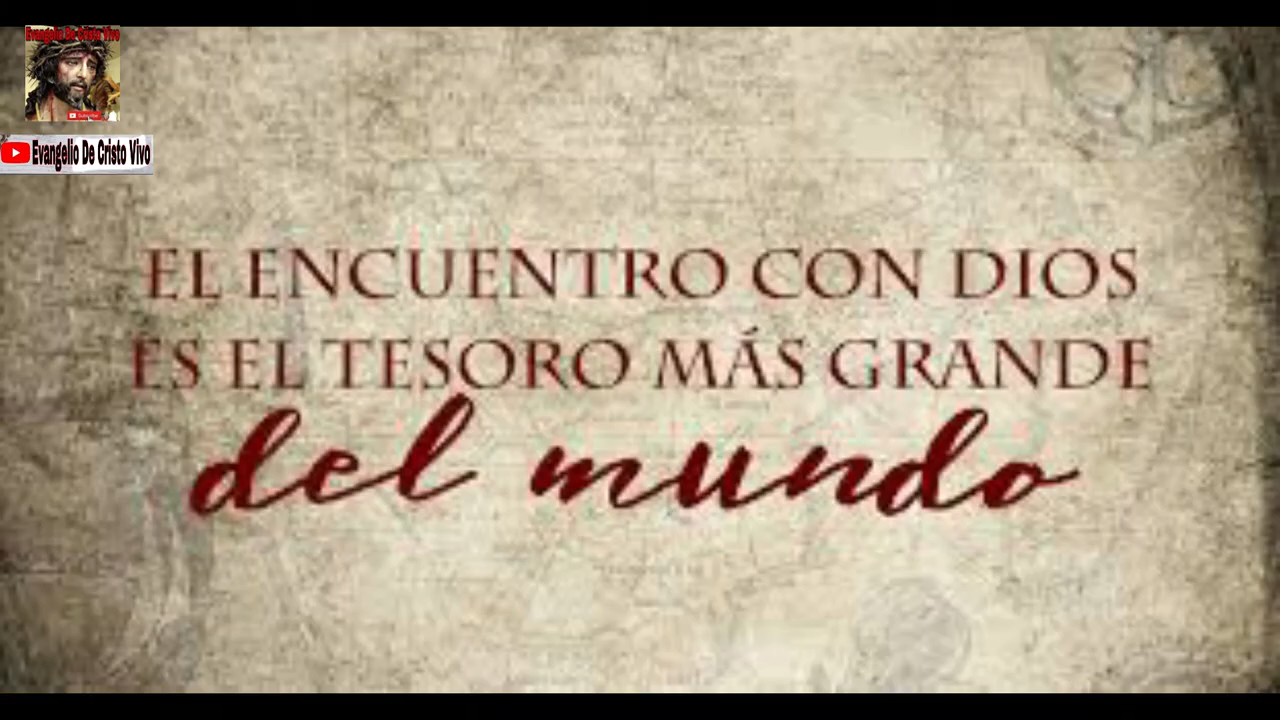 Evangelio De Cristo Vivo
Subscribe
Evangelio De Cristo Vivo
EL ENCUENTRO CON DIOS
ES EL TESORO MÁS GRANDE
del mundo